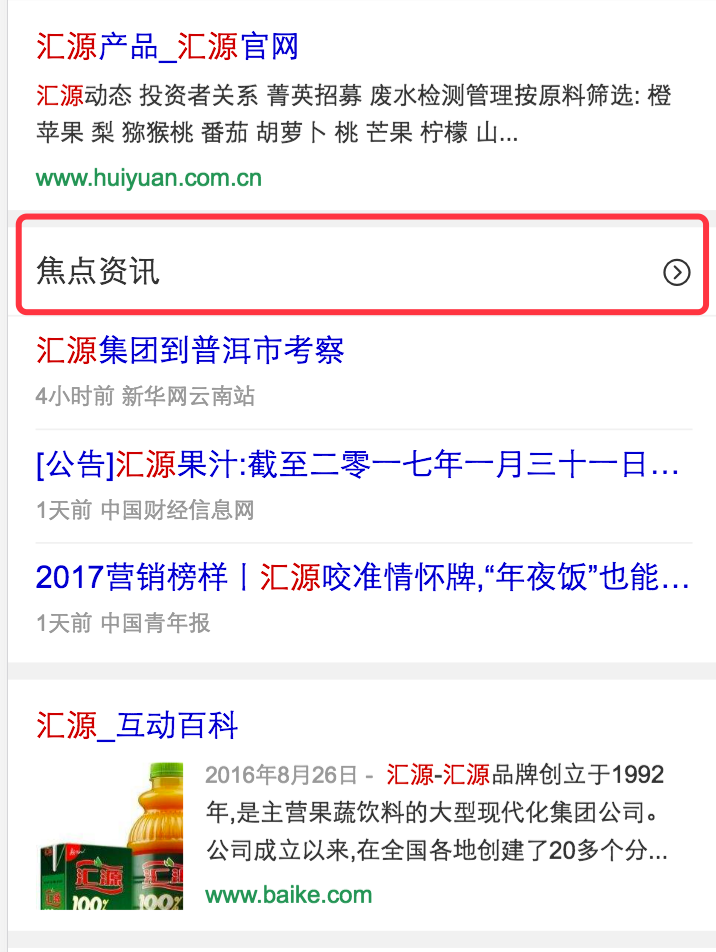 汇源产品_汇源官网
汇源动态 投资者关系 菁英招募 废水检测管理按原料筛选: 橙
苹果 梨 猕猴桃 番茄 胡萝卜 桃 芒果 柠檬 山...
www.huiyuan.com.cn
焦点资讯
汇源集团到普洱市考察
4小时前 新华网云南站
[公告]汇源果汁:截至二零一七年一月三十一日...
1天前 中国财经信息网
2017营销榜样丨汇源咬准情怀牌,“年夜饭”也能...
1天前 中国青年报
汇源_互动百科
2016年8月26日 - 汇源-汇源品牌创立于1992
年,是主营果蔬饮料的大型现代化集团公司。
公司成立以来,在全国各地创建了20多个分...
www.baike.com
汇源
100%
汇源
100%